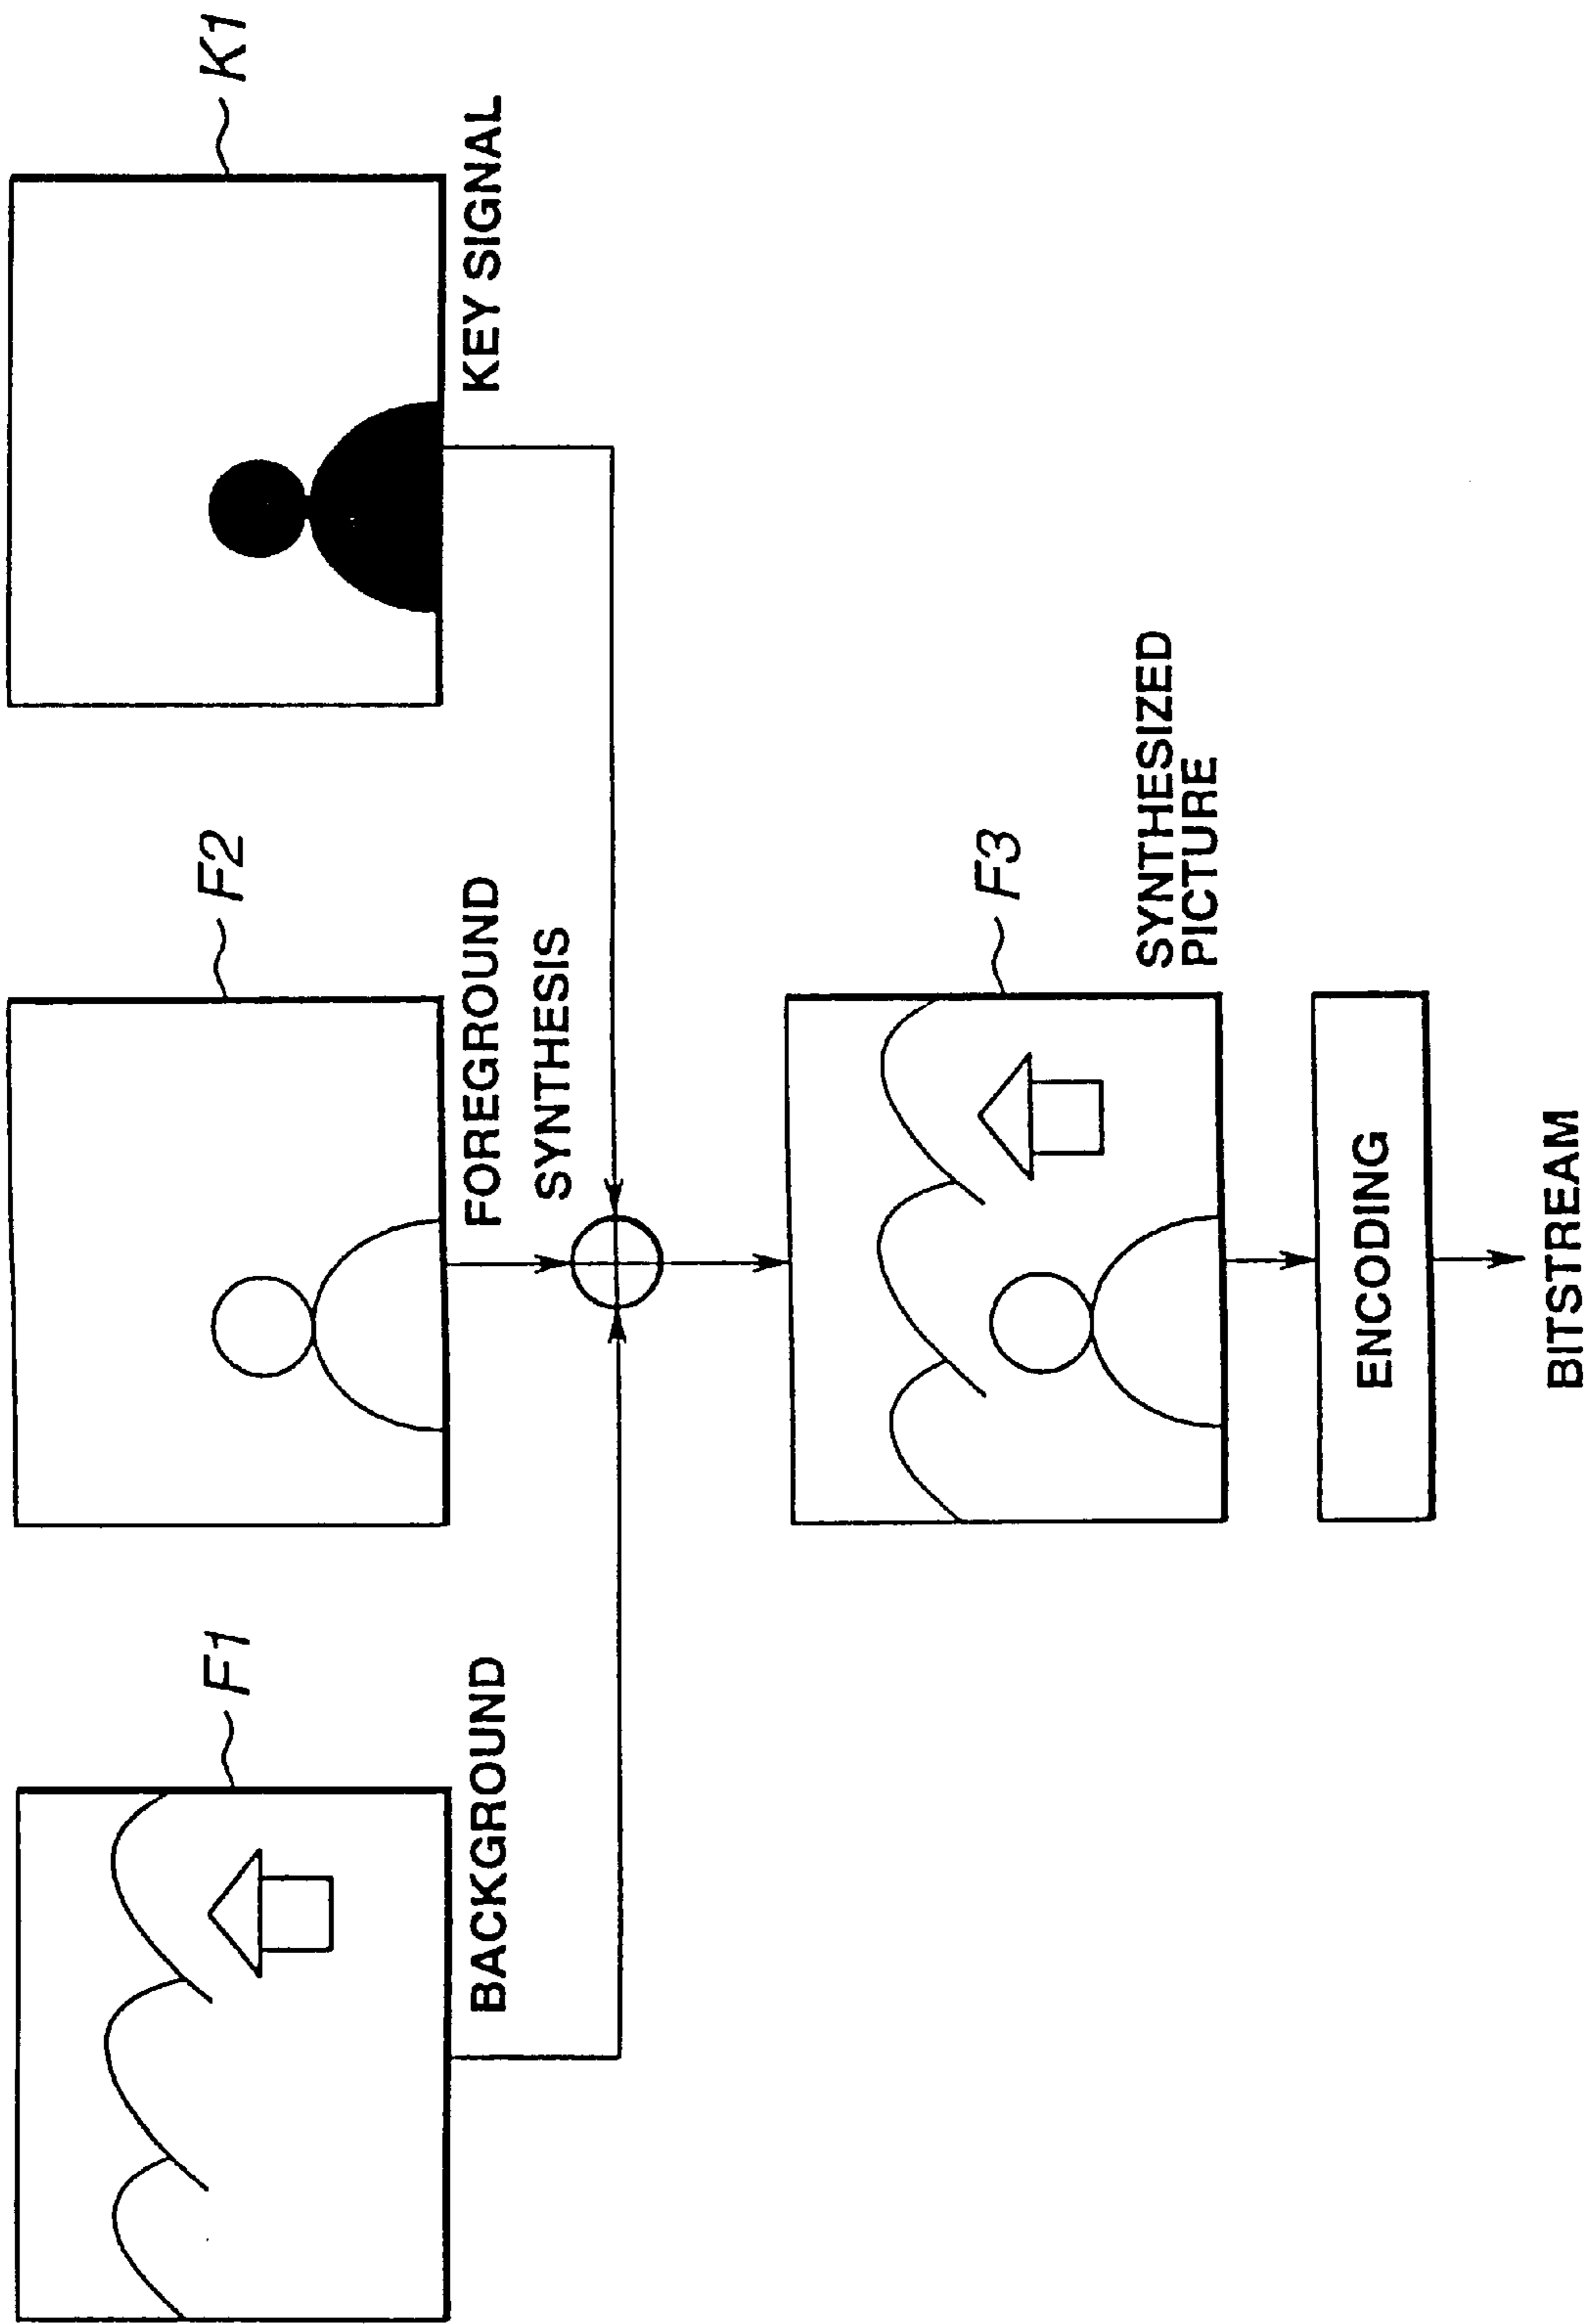 F1
F2
K1
BACKGROUND
FOREGROUND
KEY SIGNAL
SYNTHESIS
F3
SYNTHESIZED
PICTURE
ENCODING
BITSTREAM